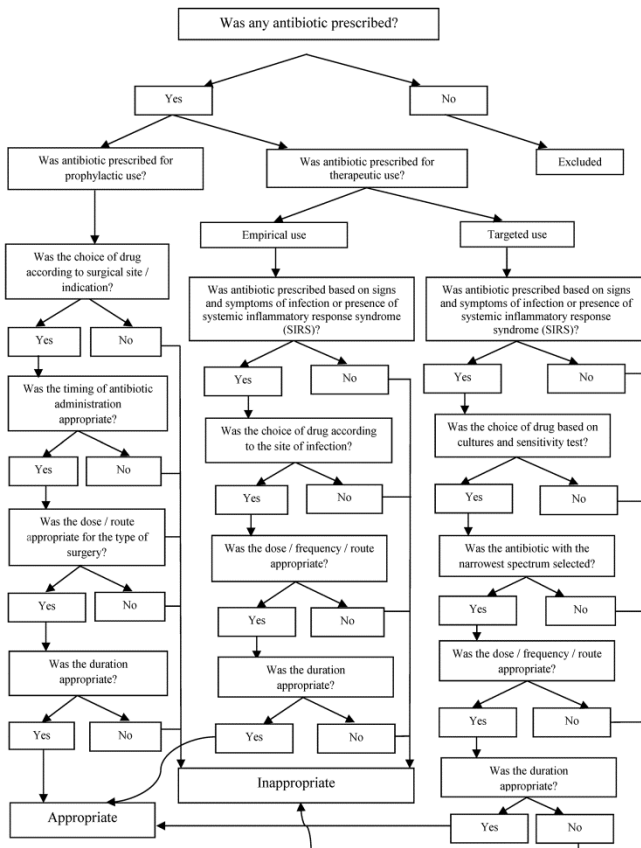 Was any antibiotic prescribed?
Yes
No
Was antibiotic prescribed for
prophylactic use?
Was antibiotic prescribed for
therapeutic use?
Excluded
Empirical use
Targeted use
Was the choice of drug
according to surgical site /
indication?
Was antibiotic prescribed based on signs
and symptoms of infection or presence of
systemic inflammatory response syndrome
(SIRS)?
Was antibiotic prescribed based on signs
and symptoms of infection or presence of
systemic inflammatory response
syndrome (SIRS)?
Yes
No
Yes
No
Yes
No
Was the timing of antibiotic
administration
appropriate?
Was the choice of drug according
to the site of infection?
Was the choice of drug based on
cultures and sensitivity test?
Yes
No
Yes
No
Yes
No
Was the dose / route
appropriate for the type of
surgery?
Was the dose / frequency / route
appropriate?
Was the antibiotic with the
narrowest spectrum selected?
Yes
No
Yes
No
Yes
No
Was the duration
appropriate?
Was the duration
appropriate?
Was the dose / frequency / route
appropriate?
Yes
No
Yes
No
Yes
No
Inappropriate
Was the duration
appropriate?
Appropriate
Yes
No